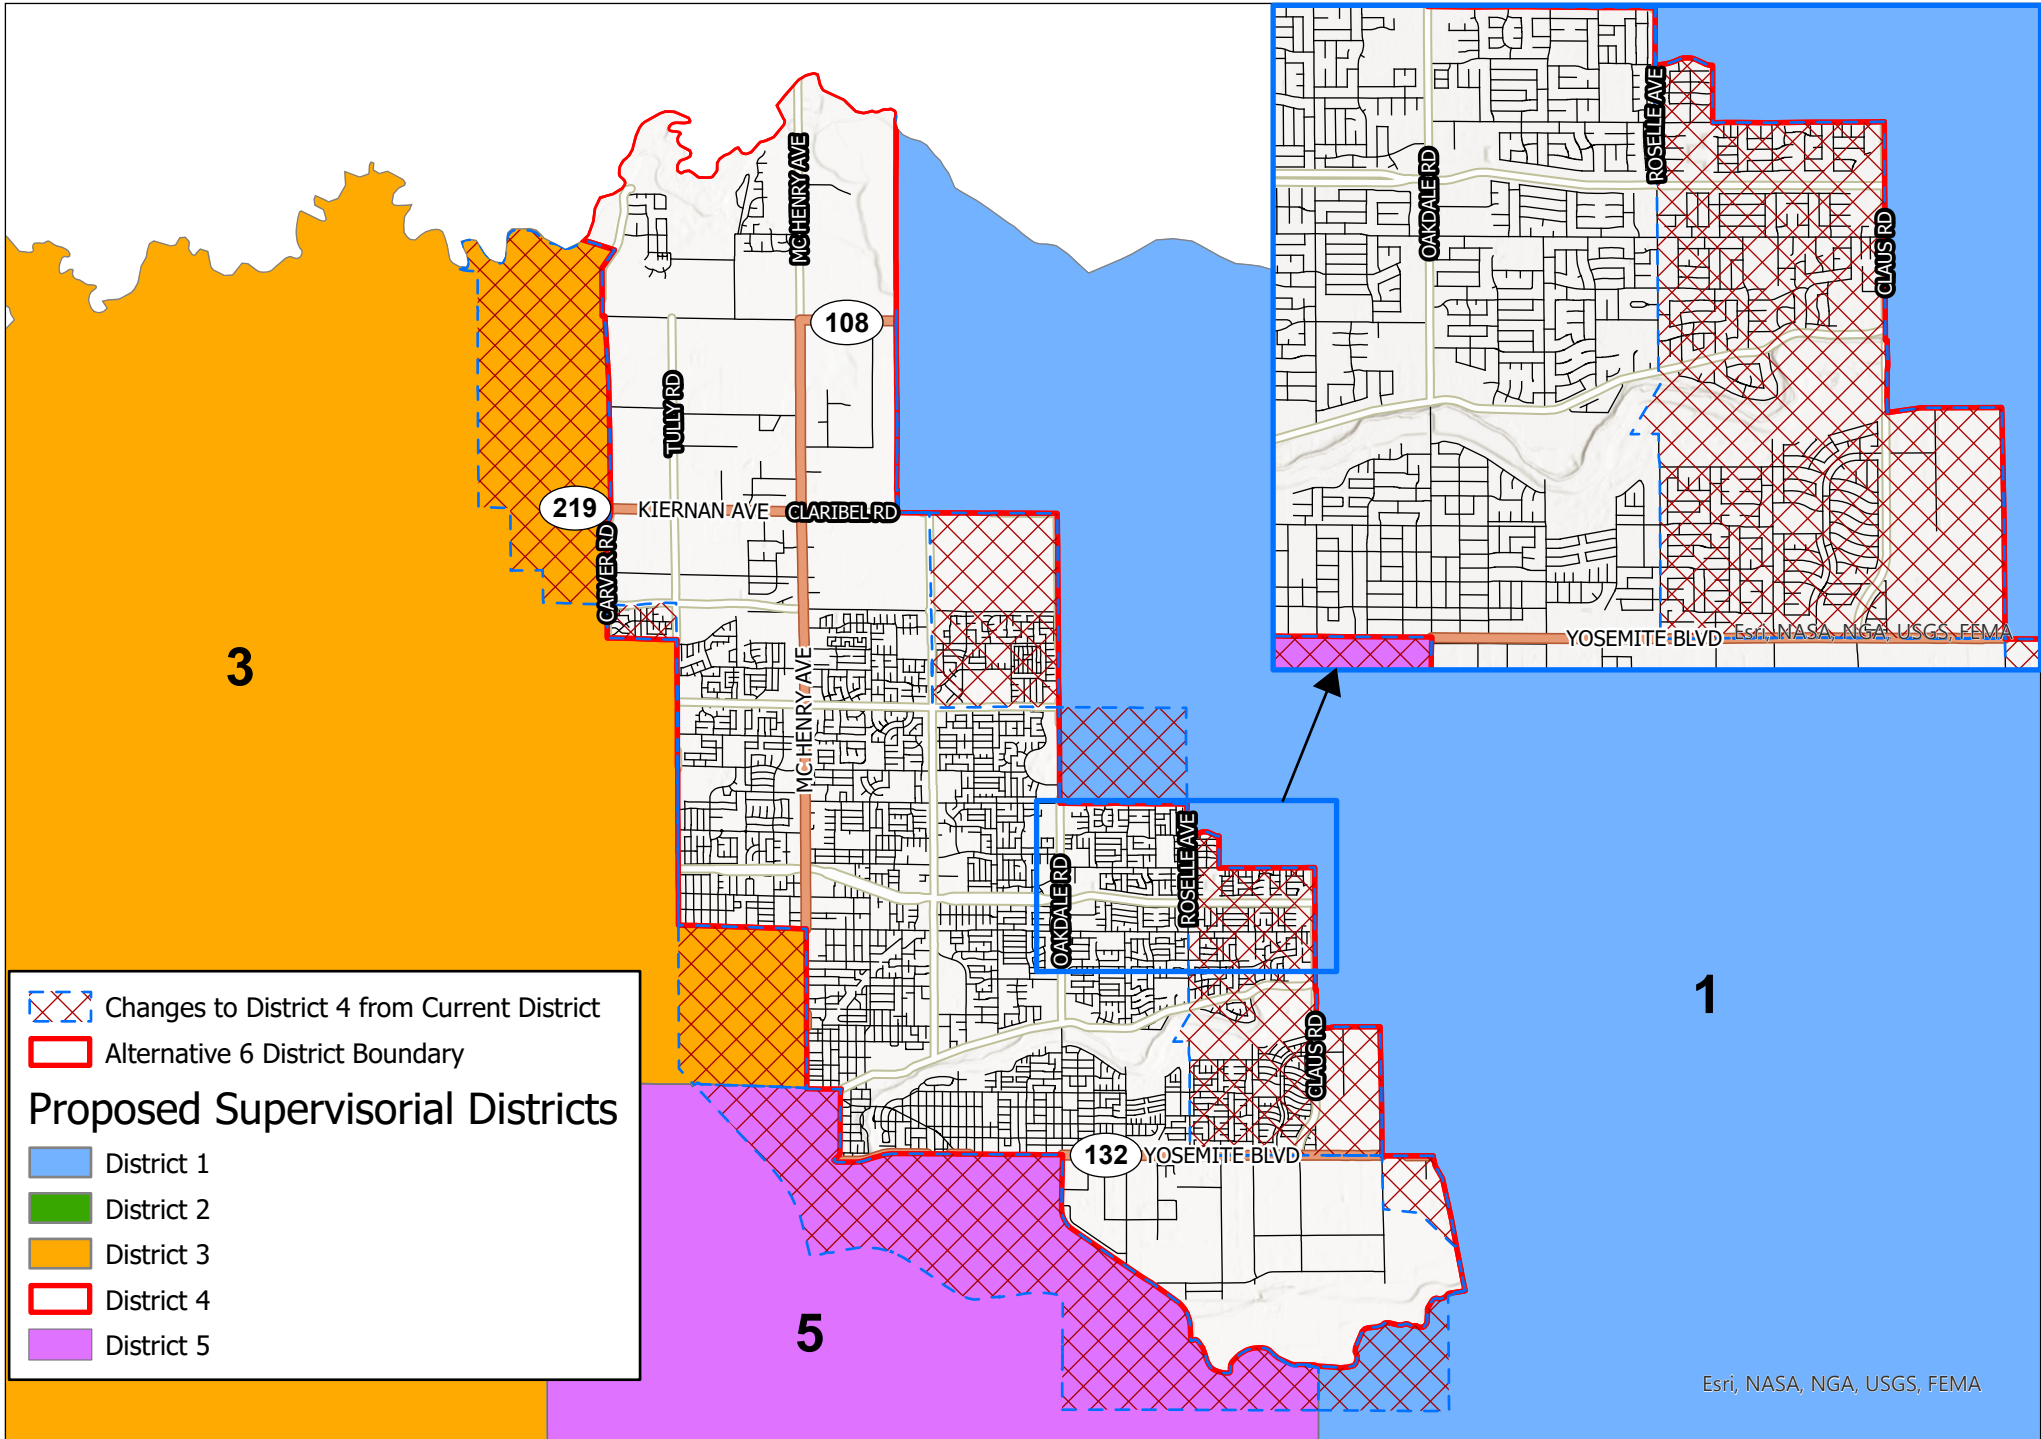 MCHENRY AVE
108
TULLY RD
219
KIERNAN AVE
CLARIBEL RD
CARVER RD
MCHENRY AVE
3
OAKDALE RD
ROSELLE AVE
CLAUS RD
132
YOSEMITE BLVD
1
5
ROSELLE AVE
OAKDALE RD
CLAUS RD
YOSEMITE BLVD
Esri, NASA, NGA, USGS, FEMA
Changes to District 4 from Current District
Alternative 6 District Boundary
Proposed Supervisorial Districts
District 1
District 2
District 3
District 4
District 5
Esri, NASA, NGA, USGS, FEMA